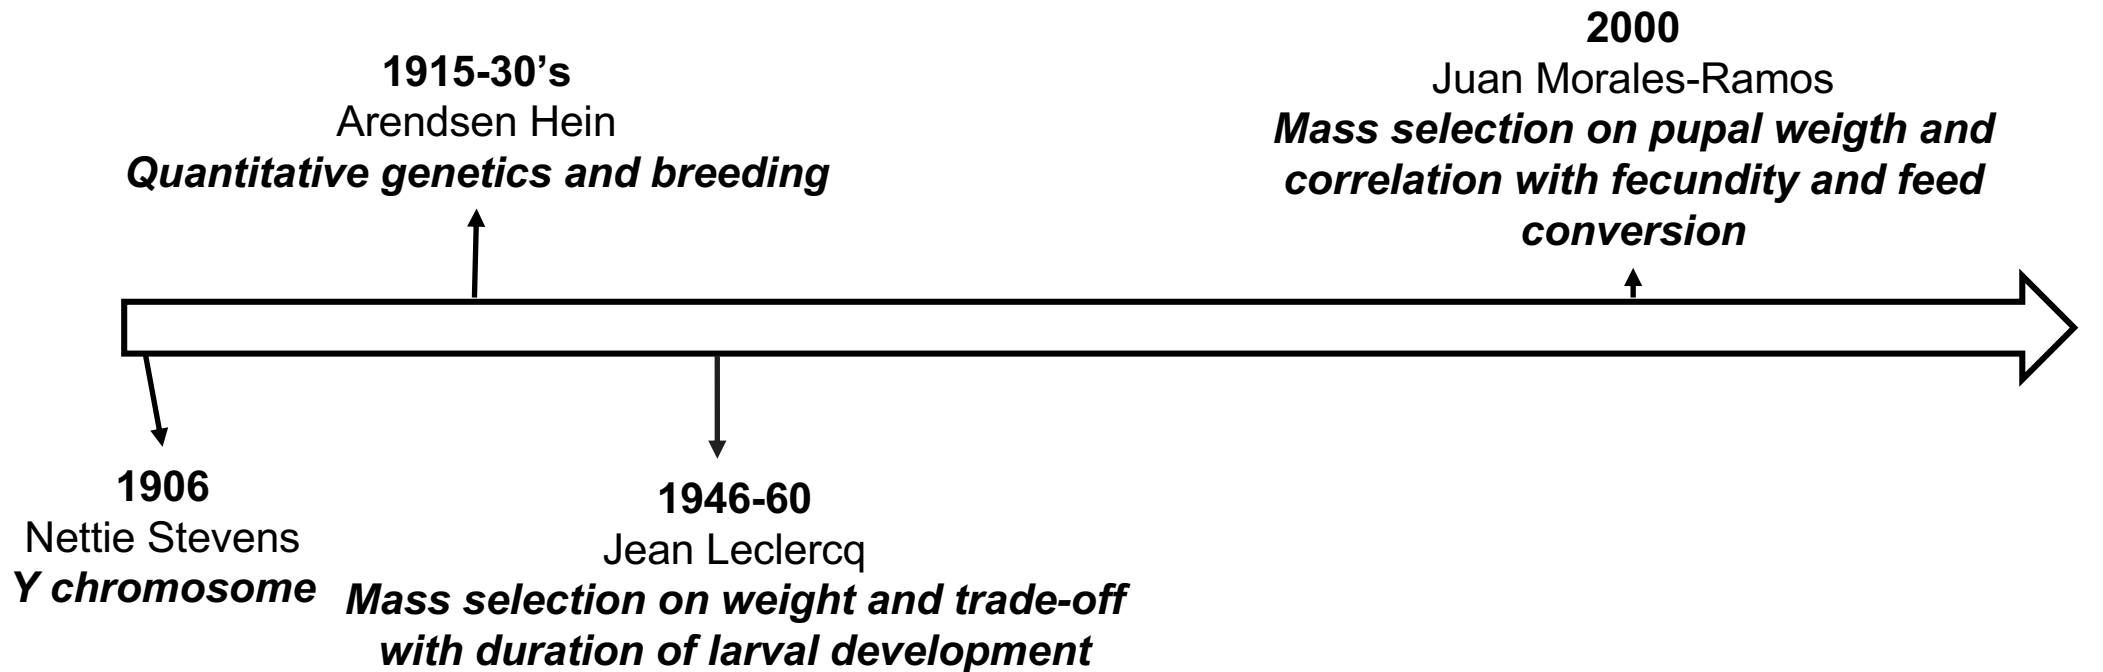 1915-30's
Arendsen Hein
Quantitative genetics and breeding
2000
Juan Morales-Ramos
Mass selection on pupal weigth and
correlation with fecundity and feed
conversion
1906
Nettie Stevens
Y chromosome
1946-60
Jean Leclercq
Mass selection on weight and trade-off
with duration of larval development